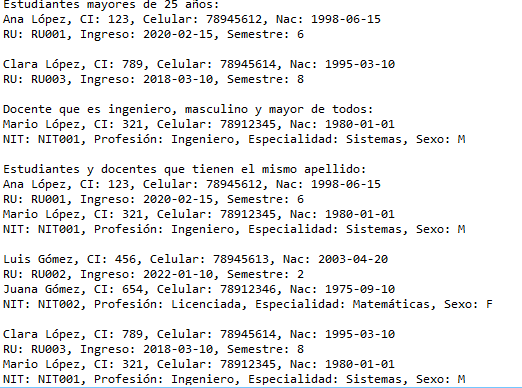 Estudiantes mayores de 25 años:
Ana López, CI: 123, Celular: 78945612, Nac: 1998-06-15
RU: RU001, Ingreso: 2020-02-15, Semestre: 6
Clara López, CI: 789, Celular: 78945614, Nac: 1995-03-10
RU: RU003, Ingreso: 2018-03-10, Semestre: 8
Docente que es ingeniero, masculino y mayor de todos:
Mario López, CI: 321, Celular: 78912345, Nac: 1980-01-01
NIT: NIT001, Profesión: Ingeniero, Especialidad: Sistemas, Sexo: M
Estudiantes y docentes que tienen el mismo apellido:
Ana López, CI: 123, Celular: 78945612, Nac: 1998-06-15
RU: RU001, Ingreso: 2020-02-15, Semestre: 6
Mario López, CI: 321, Celular: 78912345, Nac: 1980-01-01
NIT: NIT001, Profesión: Ingeniero, Especialidad: Sistemas, Sexo: M
Luis Gómez, CI: 456, Celular: 78945613, Nac: 2003-04-20
RU: RU002, Ingreso: 2022-01-10, Semestre: 2
Juana Gómez, CI: 654, Celular: 78912346, Nac: 1975-09-10
NIT: NIT002, Profesión: Licenciada, Especialidad: Matemáticas, Sexo: F
Clara López, CI: 789, Celular: 78945614, Nac: 1995-03-10
RU: RU003, Ingreso: 2018-03-10, Semestre: 8
Mario López, CI: 321, Celular: 78912345, Nac: 1980-01-01
NIT: NIT001, Profesión: Ingeniero, Especialidad: Sistemas, Sexo: M